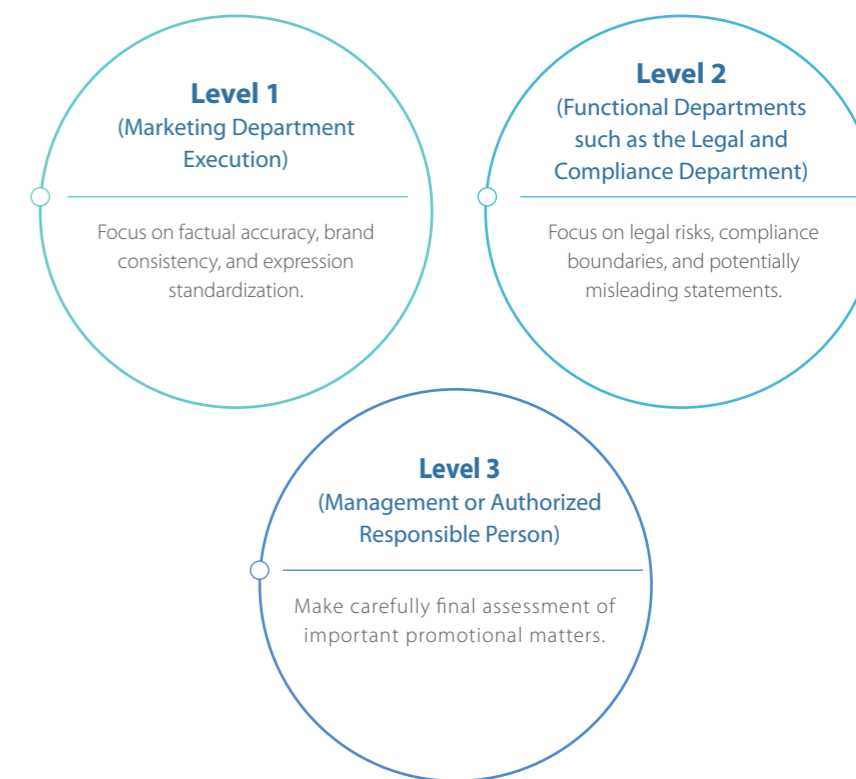 Level 1
(Marketing Department
Execution)
Focus on factual accuracy, brand
consistency, and expression
standardization.
Level 2
(Functional Departments
such as the Legal and
Compliance Department)
Focus on legal risks, compliance
boundaries, and potentially
misleading statements.
Level 3
(Management or Authorized
Responsible Person)
Make carefully final assessment of
important promotional matters.